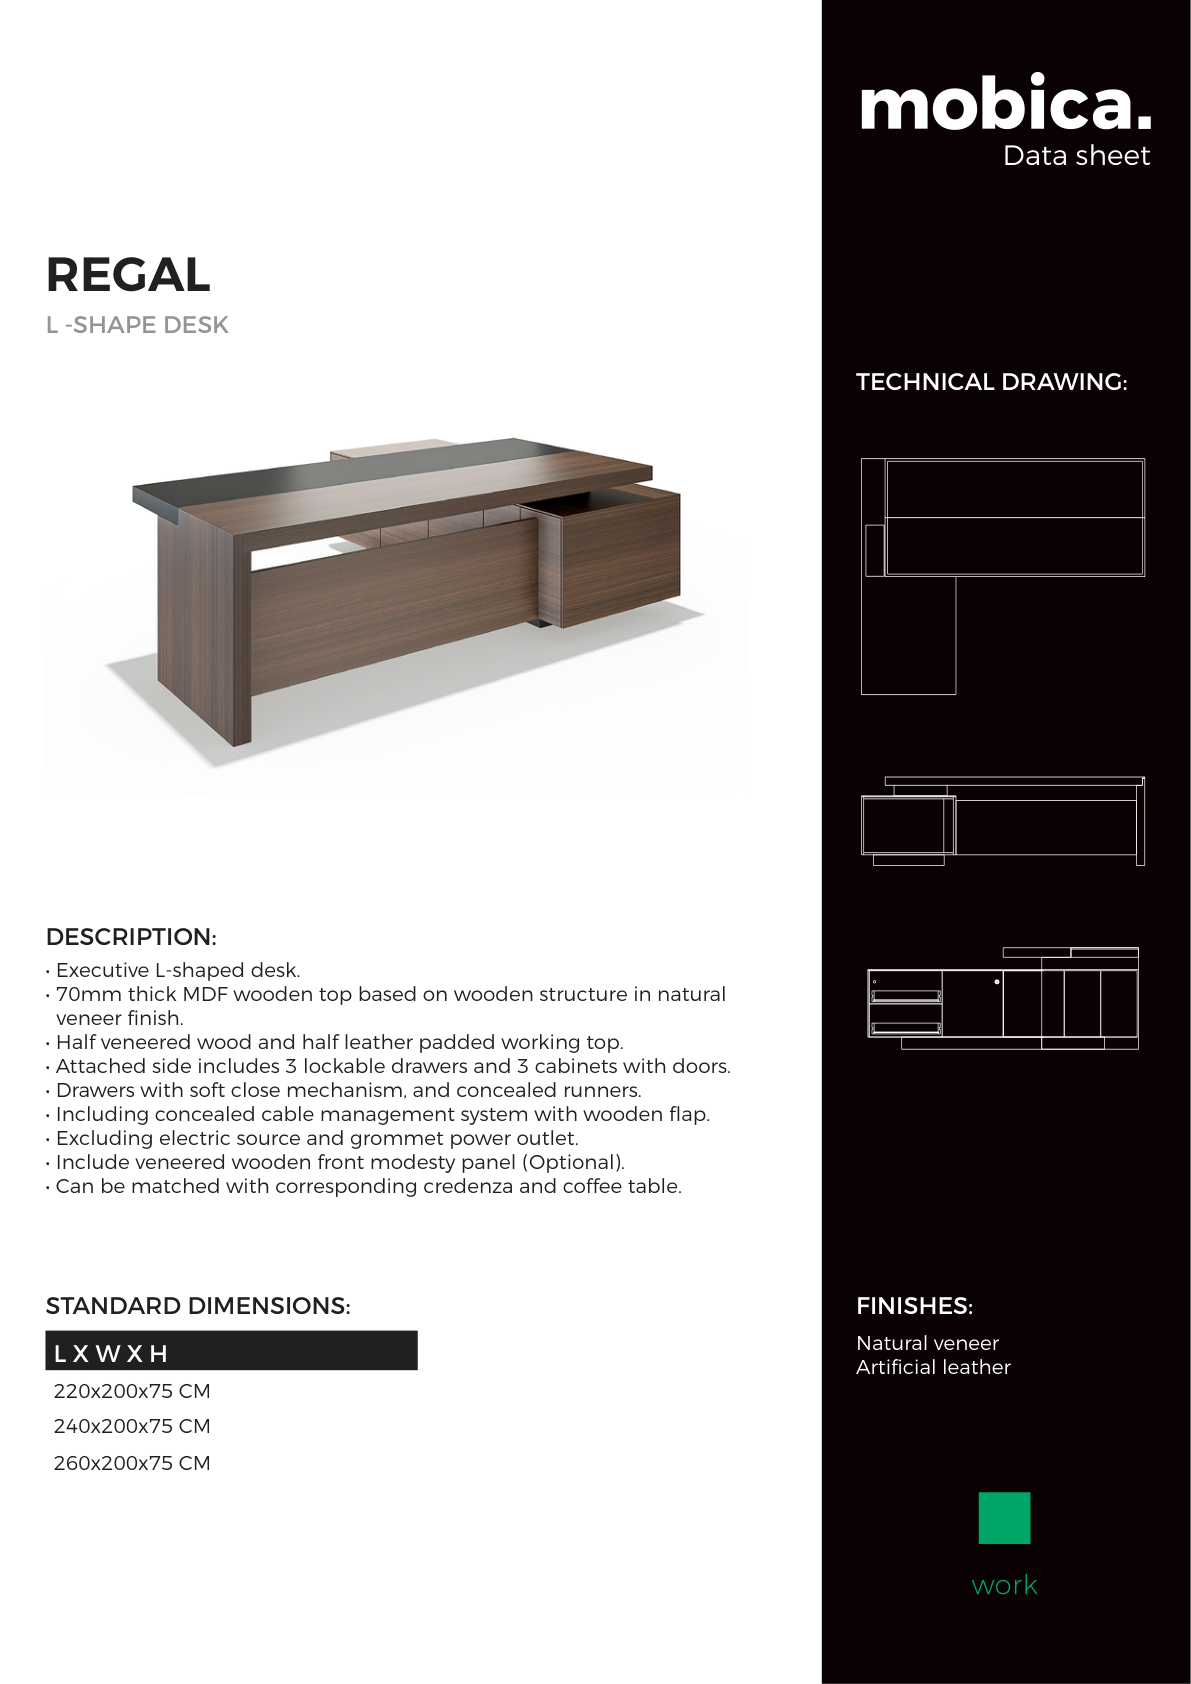 mobica.
Data sheet
REGAL
L -SHAPE DESK
TECHNICAL DRAWING:
DESCRIPTION:
• Executive L-shaped desk.
• 70mm thick MDF wooden top based on wooden structure in natural
veneer finish.
• Half veneered wood and half leather padded working top.
• Attached side includes 3 lockable drawers and 3 cabinets with doors.
• Drawers with soft close mechanism, and concealed runners.
• Including concealed cable management system with wooden flap.
• Excluding electric source and grommet power outlet.
• Include veneered wooden front modesty panel (Optional).
• Can be matched with corresponding credenza and coffee table.
STANDARD DIMENSIONS:
L X W X H
220x200x75 CM
240x200x75 CM
260x200x75 CM
FINISHES:
Natural veneer
Artificial leather
work